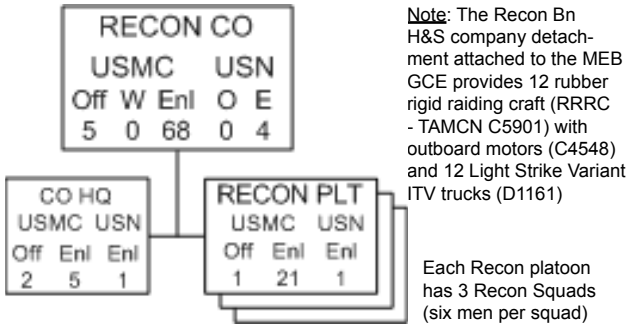 RECON CO
USMC USN
Off W Enl O E
5 0 68 0 4
CO HQ
USMC USN
Off Enl Enl
2 5 1
RECON PLT
USMC USN
Off Enl Enl
1 21 1
Note: The Recon Bn
H&S company detach-
ment attached to the MEB
GCE provides 12 rubber
rigid raiding craft (RRRC
- TAMCN C5901) with
outboard motors (C4548)
and 12 Light Strike Variant
ITV trucks (D1161)
Each Recon platoon
has 3 Recon Squads
(six men per squad)